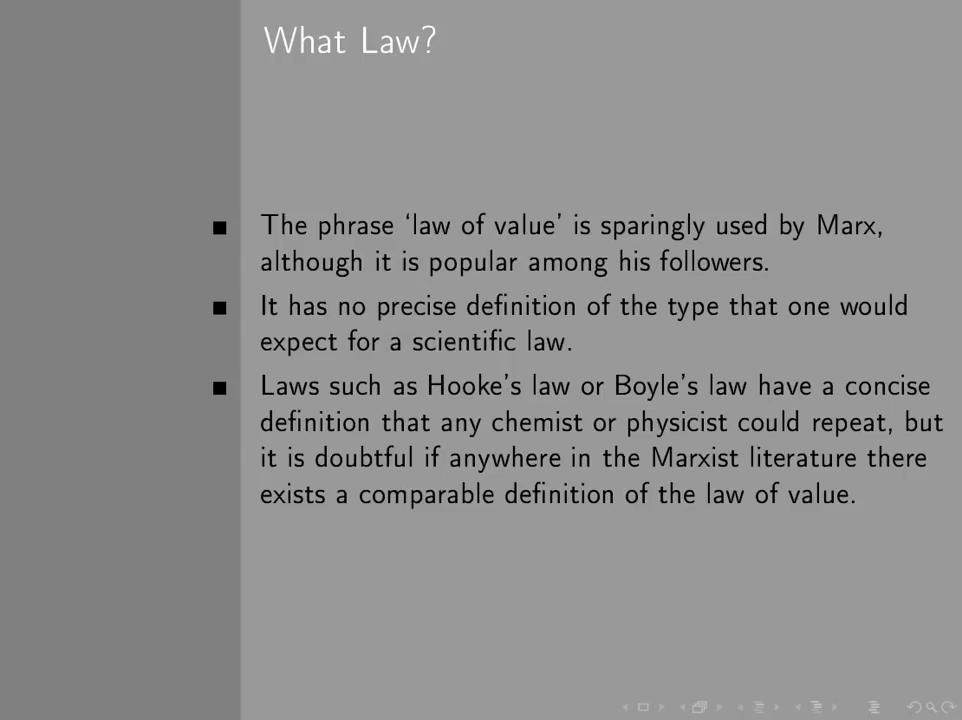 What Law?
The phrase ‘law of value’ is sparingly used by Marx,
although it is popular among his followers.
It has no precise definition of the type that one would
expect for a scientific law.
Laws such as Hooke’s law or Boyle’s law have a concise
definition that any chemist or physicist could repeat, but
it is doubtful if anywhere in the Marxist literature there
exists a comparable definition of the law of value.